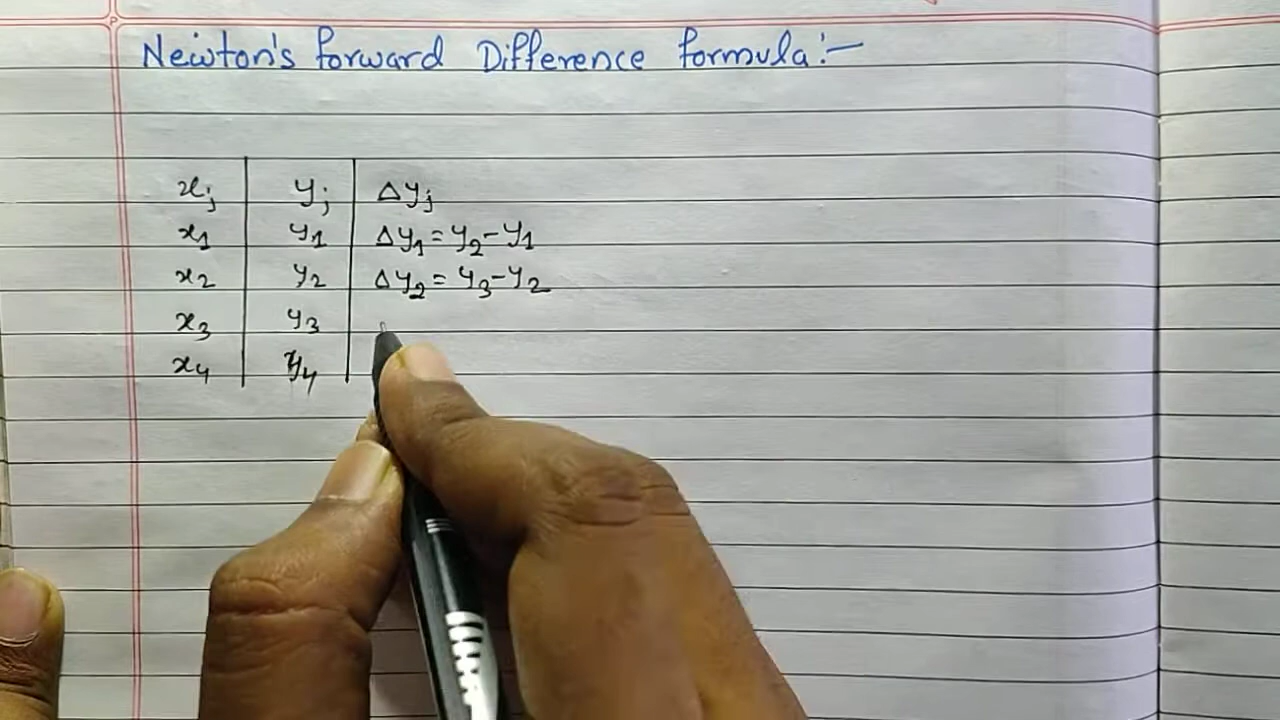 Newton's forward Difference formula:-
xⱼ yⱼ Δyⱼ
x₁ y₁ Δy₁ = y₂-y₁
x₂ y₂ Δy₂ = y₃-y₂
x₃ y₃
x₄ y₄